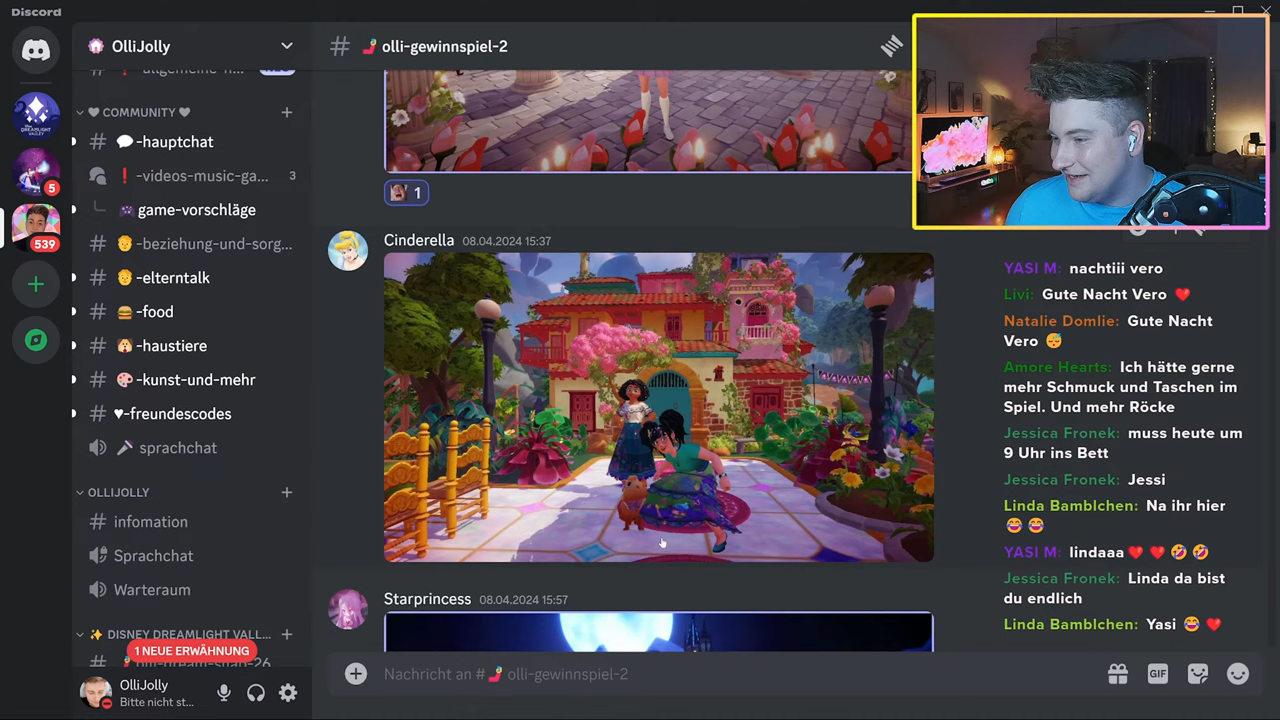 Discord
OlliJolly
olli-gewinnspiel-2
COMMUNITY
-hauptchat
-videos-music-ga...
3
game-vorschläge
-beziehung-und-sorg...
-elterntalk
-food
-haustiere
-kunst-und-mehr
-freundescodes
sprachchat
OLLIJOLLY
infomation
Sprachchat
Warteraum
DISNEY DREAMLIGHT VALL...
1 NEUE ERWÄHNUNG
OlliJolly
Bitte nicht st...
5
539
1
Cinderella 08.04.2024 15:37
Starprincess 08.04.2024 15:57
Nachricht an # olli-gewinnspiel-2
GIF
YASI M: nachtiii vero
Livi: Gute Nacht Vero
Natalie Domlie: Gute Nacht
Vero
Amore Hearts: Ich hätte gerne
mehr Schmuck und Taschen im
Spiel. Und mehr Röcke
Jessica Fronek: muss heute um
9 Uhr ins Bett
Jessica Fronek: Jessi
Linda Bamblchen: Na ihr hier
YASI M: lindaaa
Jessica Fronek: Linda da bist
du endlich
Linda Bamblchen: Yasi